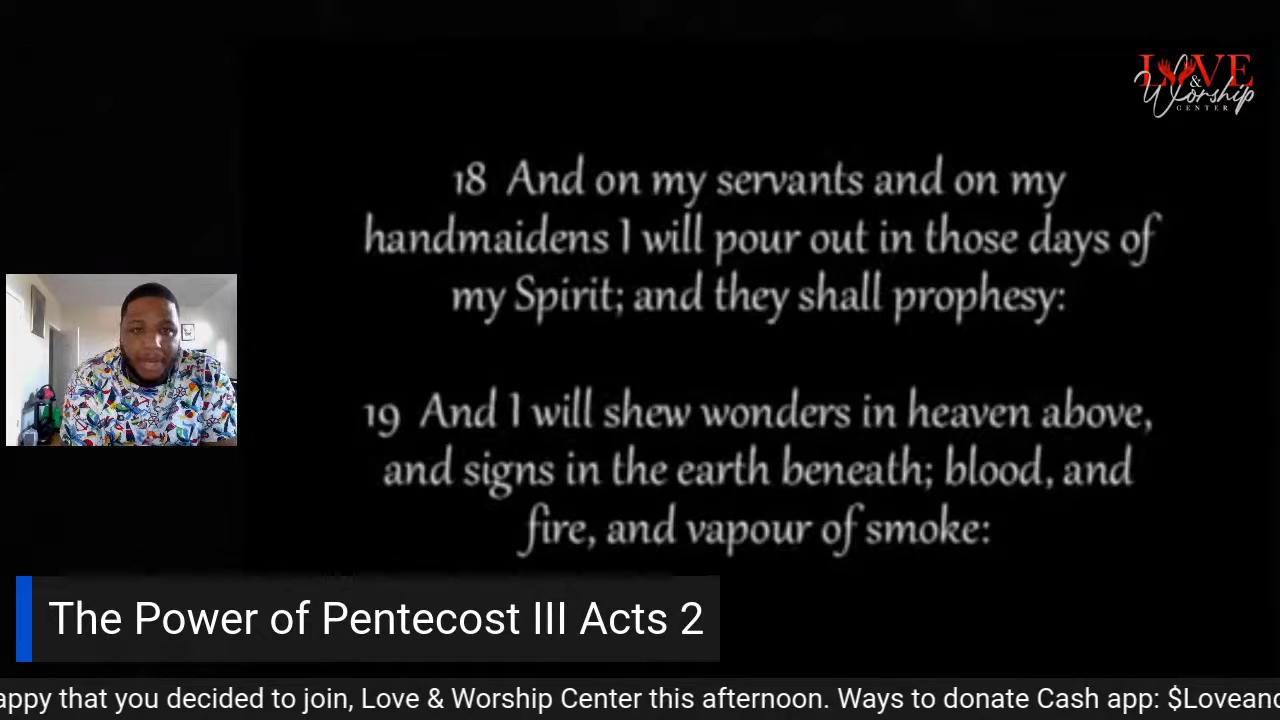 LOVE
& Worship
CENTER
18 And on my servants and on my
handmaidens I will pour out in those days of
my Spirit; and they shall prophesy:
19 And I will shew wonders in heaven above,
and signs in the earth beneath; blood, and
fire, and vapour of smoke:
The Power of Pentecost III Acts 2
appy that you decided to join, Love & Worship Center this afternoon. Ways to donate Cash app: $Loveand